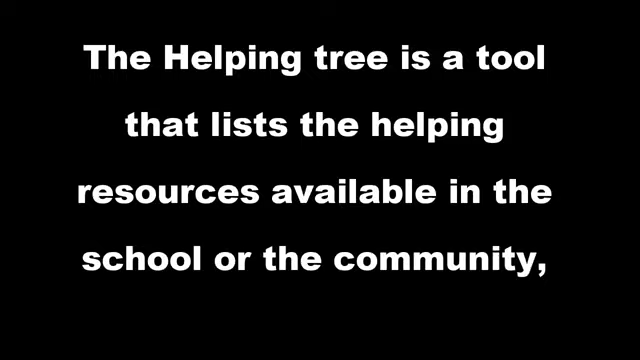 The Helping tree is a tool
that lists the helping
resources available in the
school or the community,